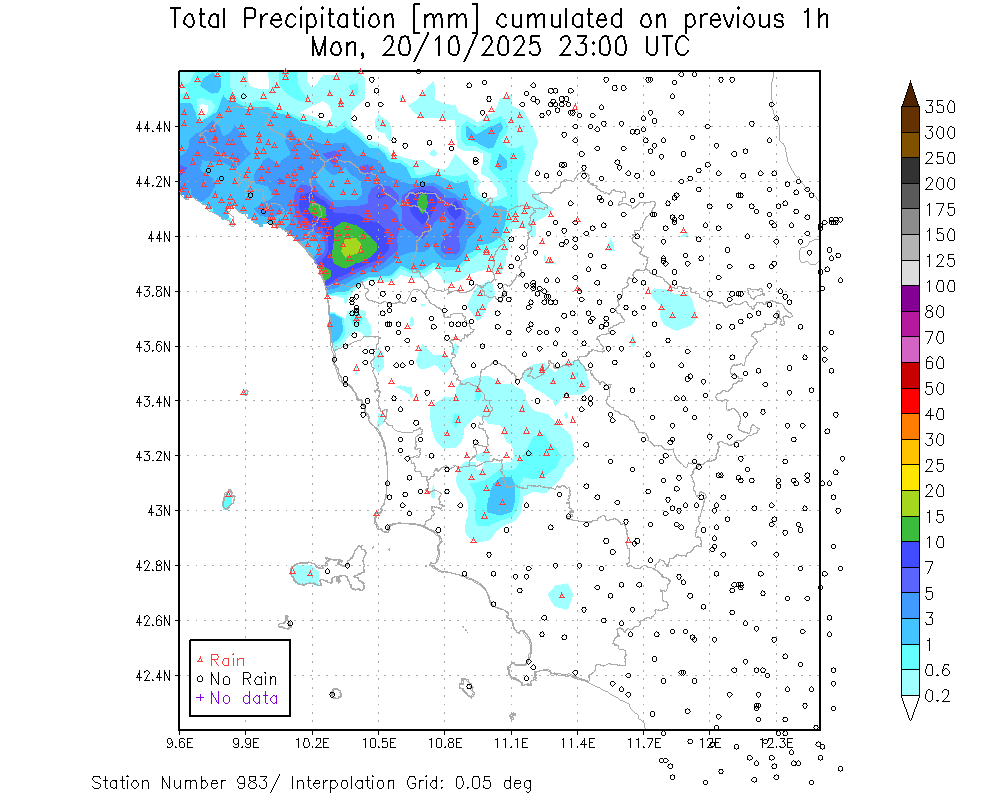 Total Precipitation [mm] cumulated on previous 1h
Mon, 20/10/2025 23:00 UTC
44.4N
44.2N
44N
43.8N
43.6N
43.4N
43.2N
43N
42.8N
42.6N
42.4N
9.6E 9.9E 10.2E 10.5E 10.8E 11.1E 11.4E 11.7E 12E 12.3E
350
300
250
200
175
150
125
100
80
70
60
50
40
30
25
20
15
10
7
5
3
1
0.6
0.2
Rain
No Rain
No data
Station Number 983/ Interpolation Grid: 0.05 deg